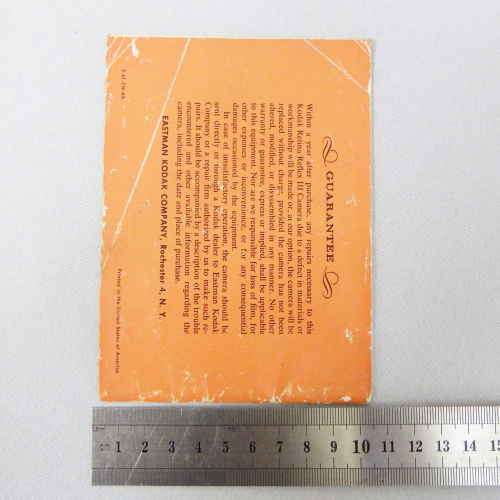 GUARANTEE
Within a year after purchase, any repairs necessary to this
Kodak Retina Reflex III Camera due to a defect in materials or
workmanship will be made or, at our option, the camera will be
replaced without charge, provided the camera has not been
altered, modified, or disassembled in any manner. No other
warranty or guarantee, express or implied, shall be applicable
to this equipment. Nor are we responsible for loss of film, for
other expenses or inconvenience, or for any consequential
damages occasioned by the equipment.
In case of unsatisfactory operation, the camera should be
sent directly or through a Kodak dealer to Eastman Kodak
Company or a repair firm authorized by us to make such re-
pairs. It should be accompanied by a description of the trouble
encountered and other available information regarding the
camera, including the date and place of purchase.
EASTMAN KODAK COMPANY, Rochester 4, N. Y.
Printed in the United States of America
1 2 3 4 5 6 7 8 9 10 11 12 13 14 15